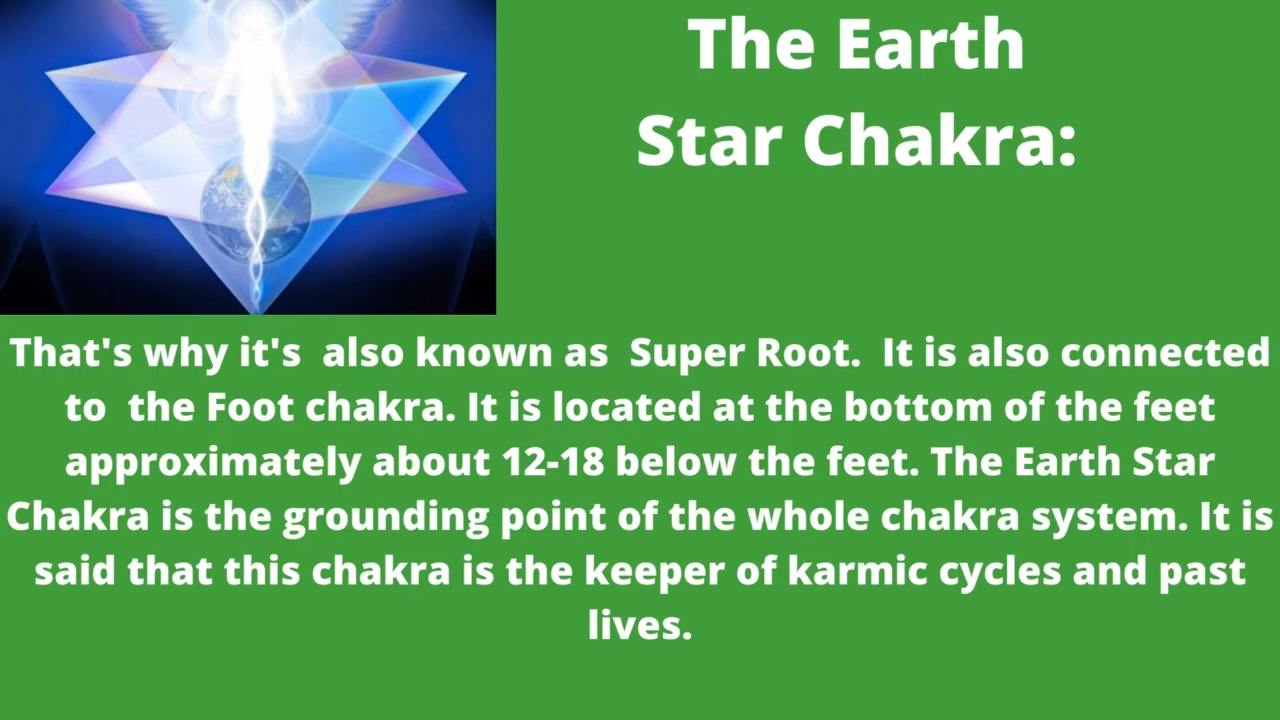 The Earth
Star Chakra:
That's why it's  also known as  Super Root.  It is also connected
to  the Foot chakra. It is located at the bottom of the feet
approximately about 12-18 below the feet. The Earth Star
Chakra is the grounding point of the whole chakra system. It is
said that this chakra is the keeper of karmic cycles and past
lives.